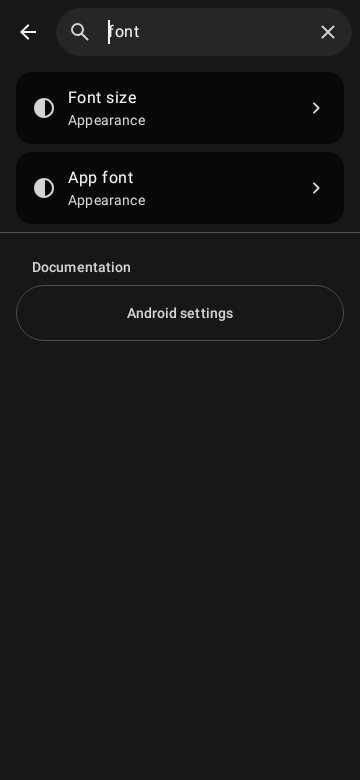 font
Font size
Appearance
App font
Appearance
Documentation
Android settings